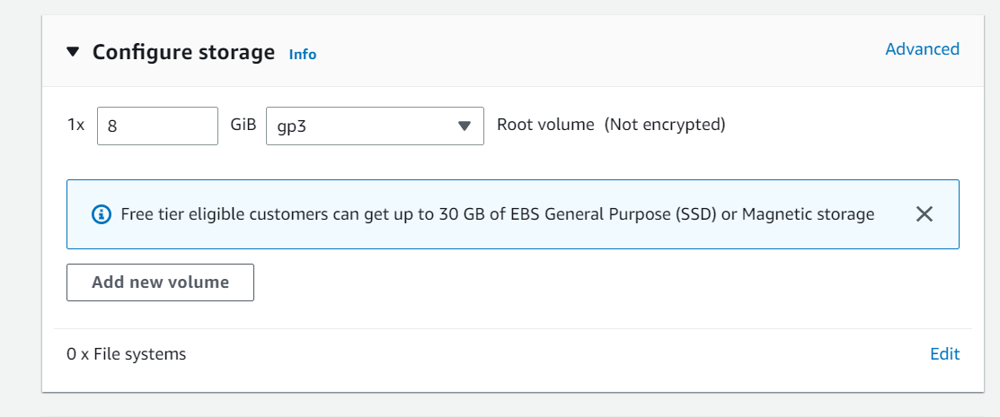 Configure storage Info Advanced
1x 8 GiB gp3 Root volume (Not encrypted)
Free tier eligible customers can get up to 30 GB of EBS General Purpose (SSD) or Magnetic storage
Add new volume
0 x File systems Edit